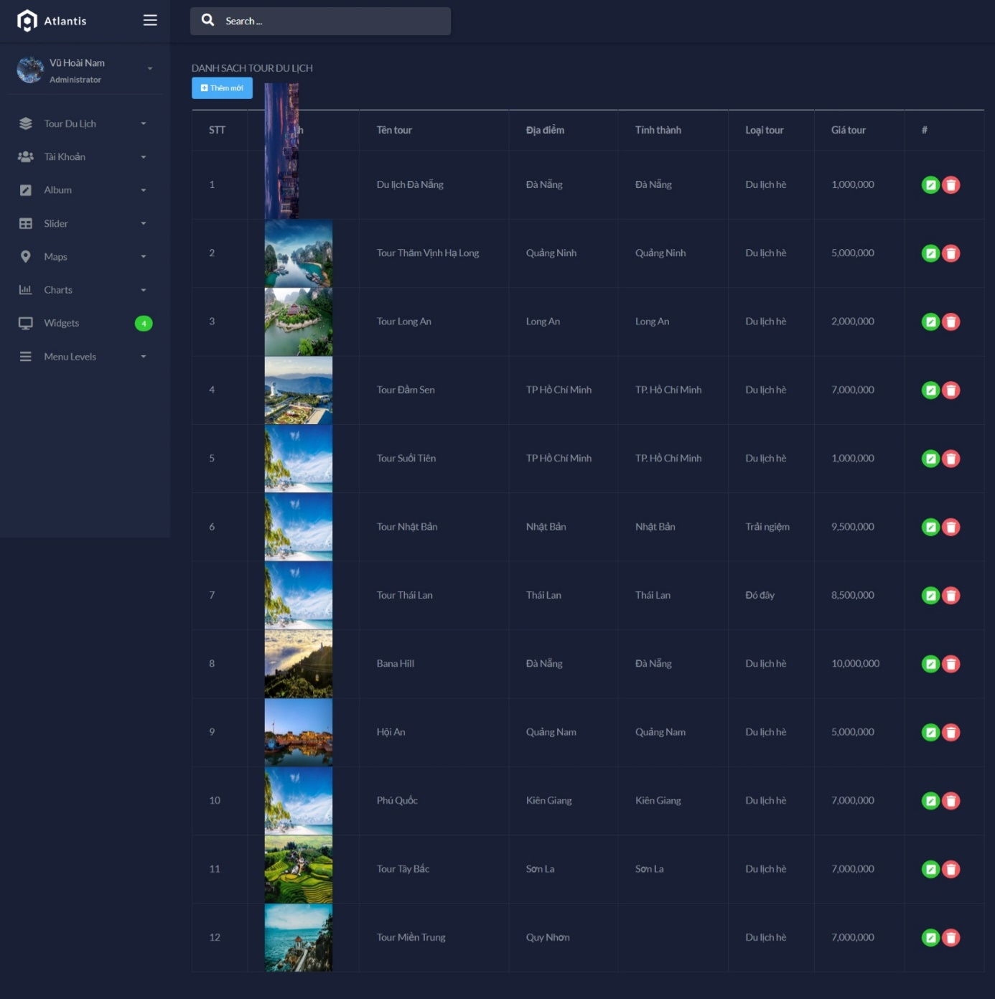 Atlantis
Search ...
Vũ Hoài Nam
Administrator
Tour Du Lịch
Tài Khoản
Album
Slider
Maps
Charts
Widgets 4
Menu Levels
DANH SACH TOUR DU LỊCH
Thêm mới
STT h Tên tour Địa điểm Tỉnh thành Loại tour Giá tour #
1 Du lịch Đà Nẵng Đà Nẵng Đà Nẵng Du lịch hè 1,000,000
2 Tour Thăm Vịnh Hạ Long Quảng Ninh Quảng Ninh Du lịch hè 5,000,000
3 Tour Long An Long An Long An Du lịch hè 2,000,000
4 Tour Đầm Sen TP Hồ Chí Minh TP. Hồ Chí Minh Du lịch hè 7,000,000
5 Tour Suối Tiên TP Hồ Chí Minh TP. Hồ Chí Minh Du lịch hè 1,000,000
6 Tour Nhật Bản Nhật Bản Nhật Bản Trải ngiệm 9,500,000
7 Tour Thái Lan Thái Lan Thái Lan Đó đây 8,500,000
8 Bana Hill Đà Nẵng Đà Nẵng Du lịch hè 10,000,000
9 Hội An Quảng Nam Quảng Nam Du lịch hè 5,000,000
10 Phú Quốc Kiên Giang Kiên Giang Du lịch hè 7,000,000
11 Tour Tây Bắc Sơn La Sơn La Du lịch hè 7,000,000
12 Tour Miền Trung Quy Nhơn Du lịch hè 7,000,000